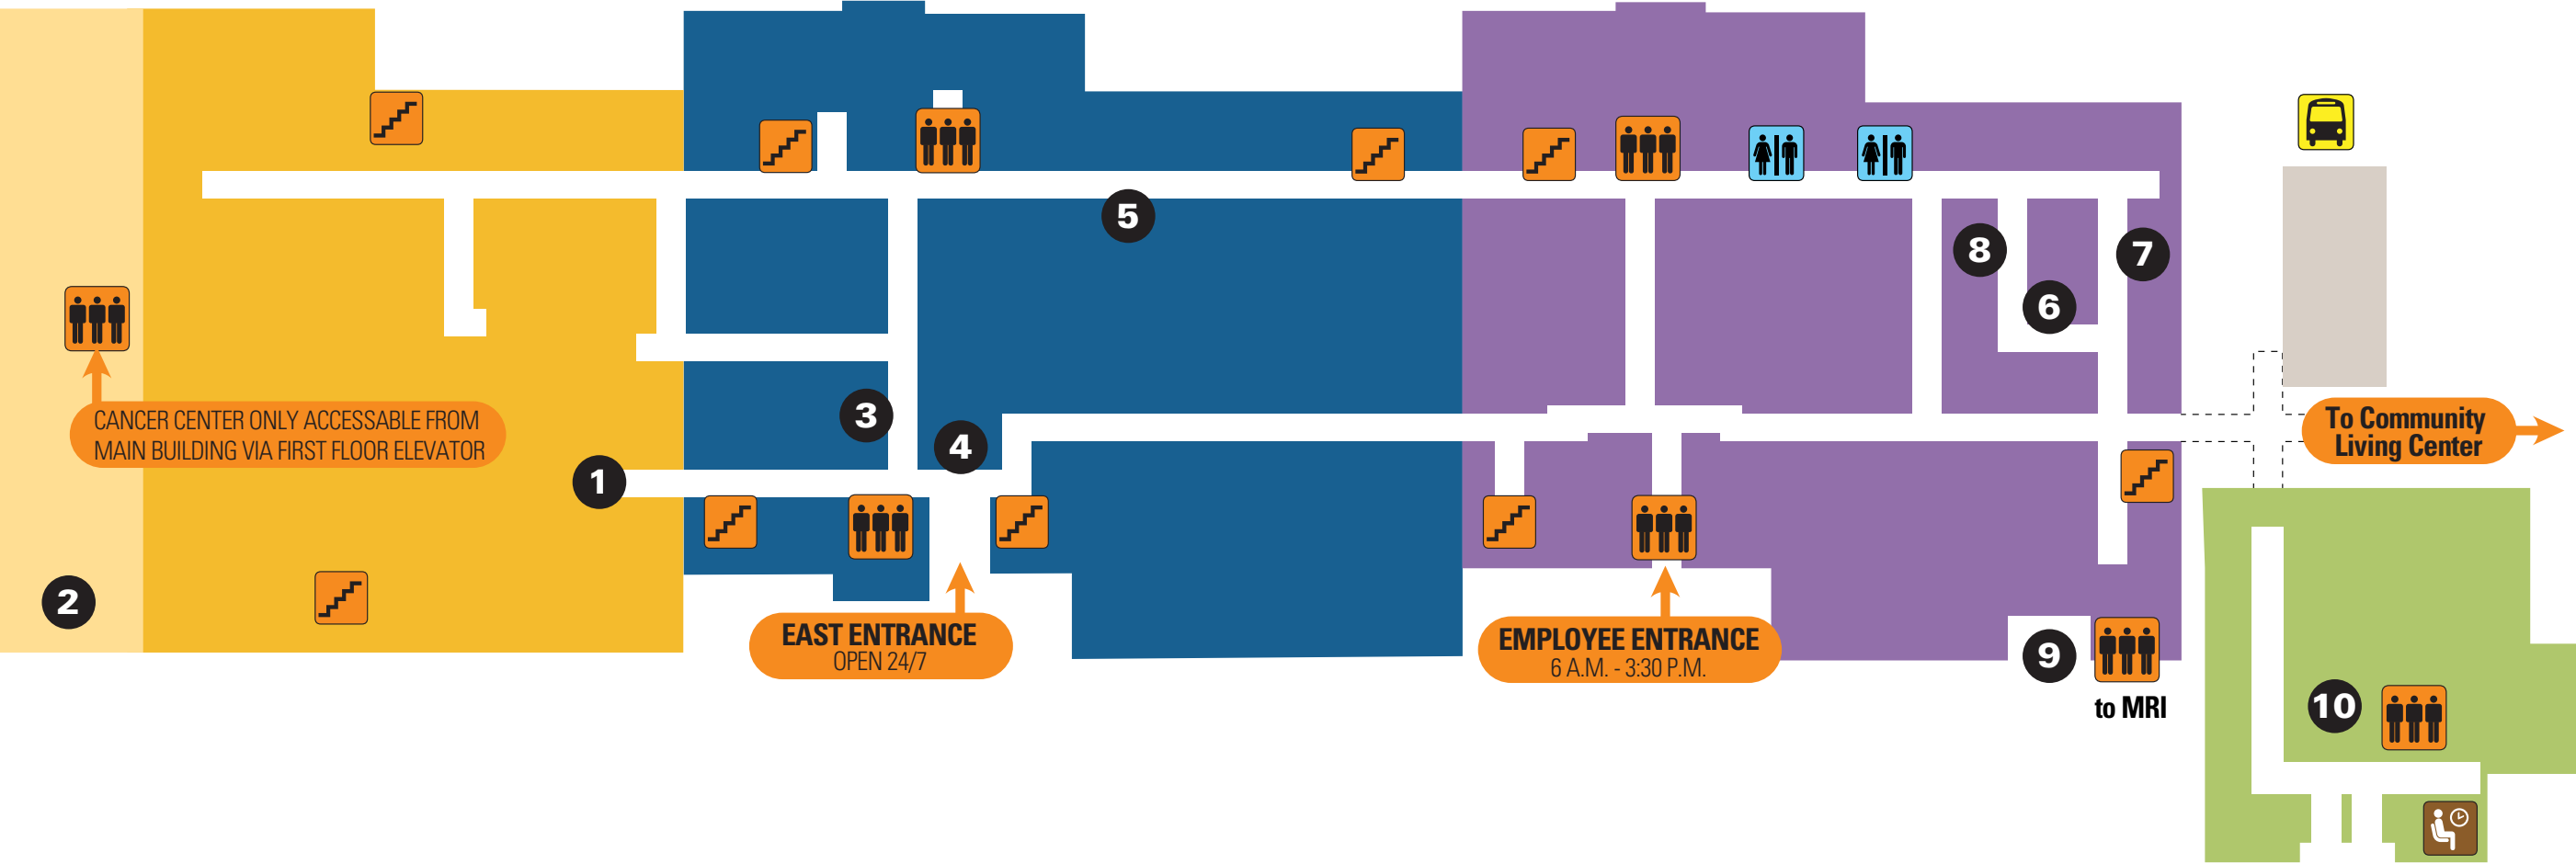 5
8
7
6
CANCER CENTER ONLY ACCESSABLE FROM
MAIN BUILDING VIA FIRST FLOOR ELEVATOR
3
4
To Community
Living Center
1
2
EAST ENTRANCE
OPEN 24/7
EMPLOYEE ENTRANCE
6 A.M. - 3:30 P.M.
9
to MRI
10